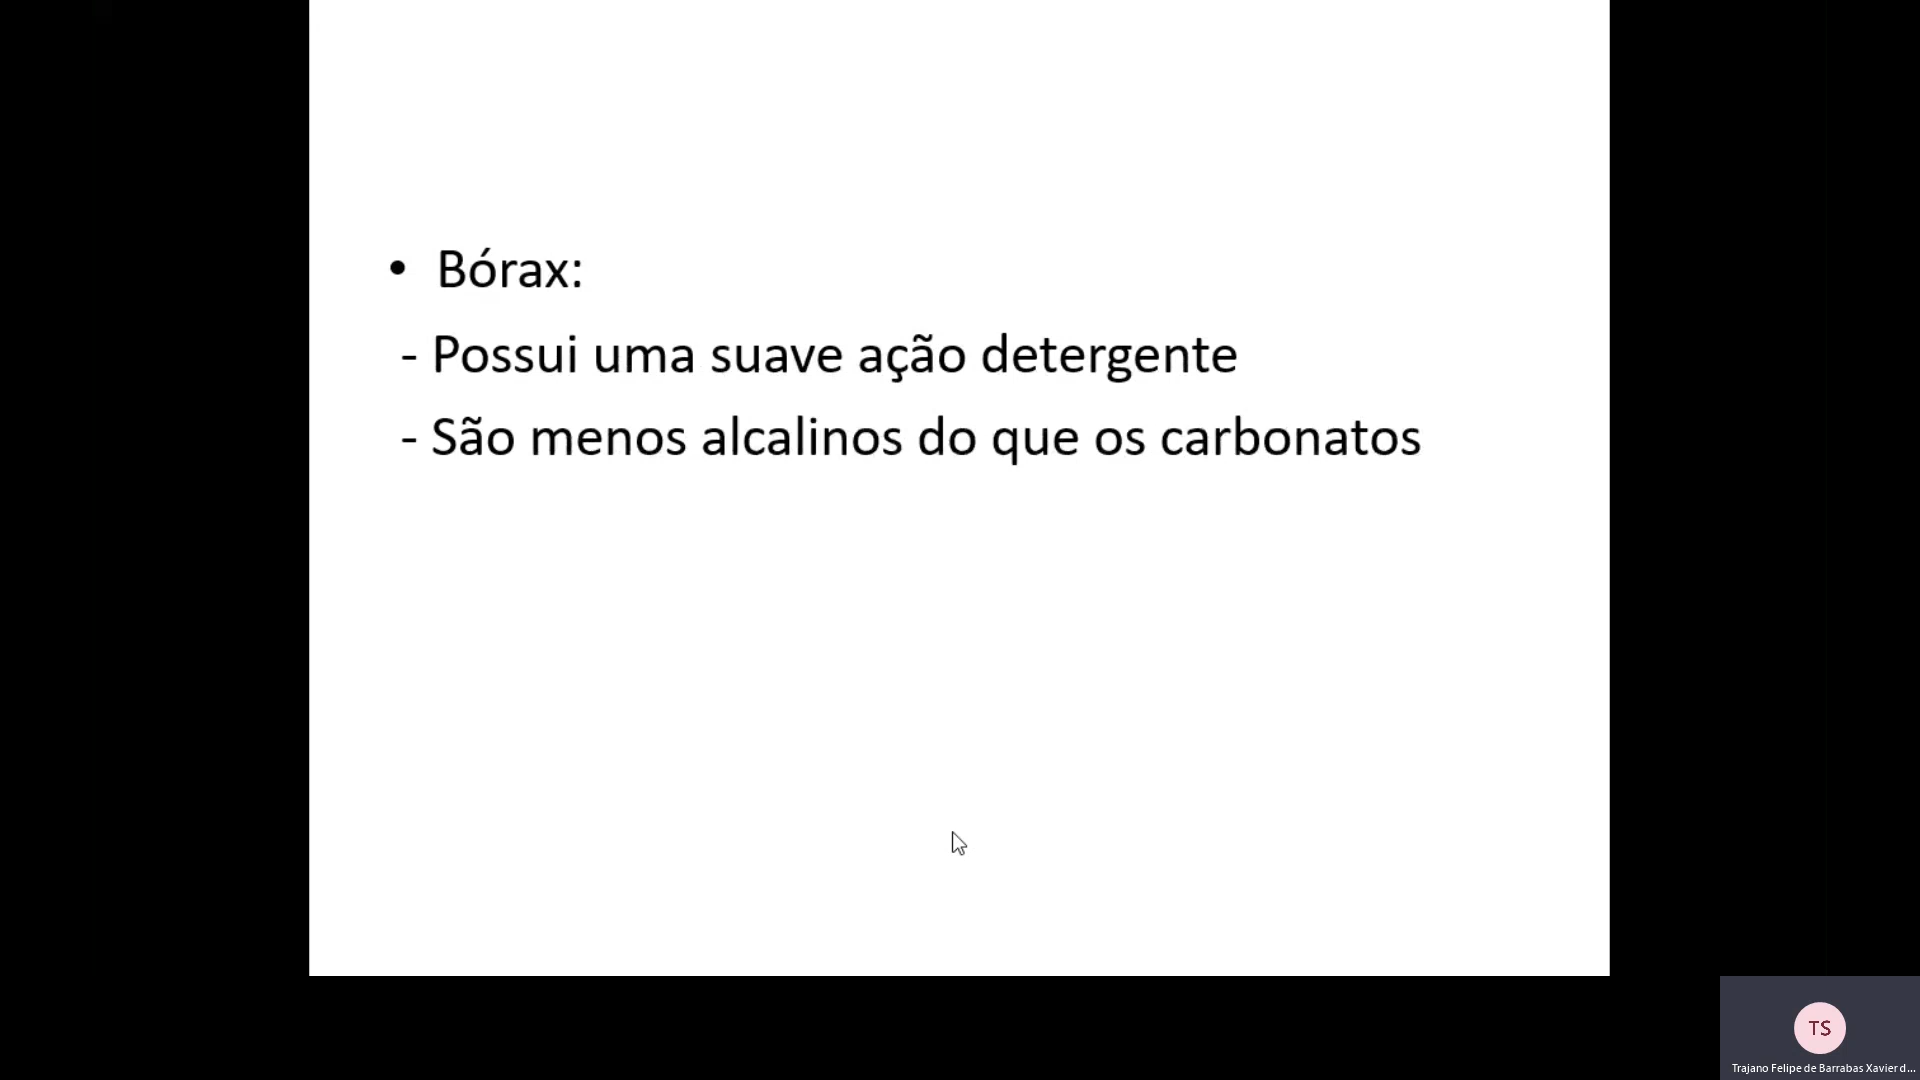 • Bórax:
- Possui uma suave ação detergente
- São menos alcalinos do que os carbonatos
TS
Trajano Felipe de Barrabas Xavier d...